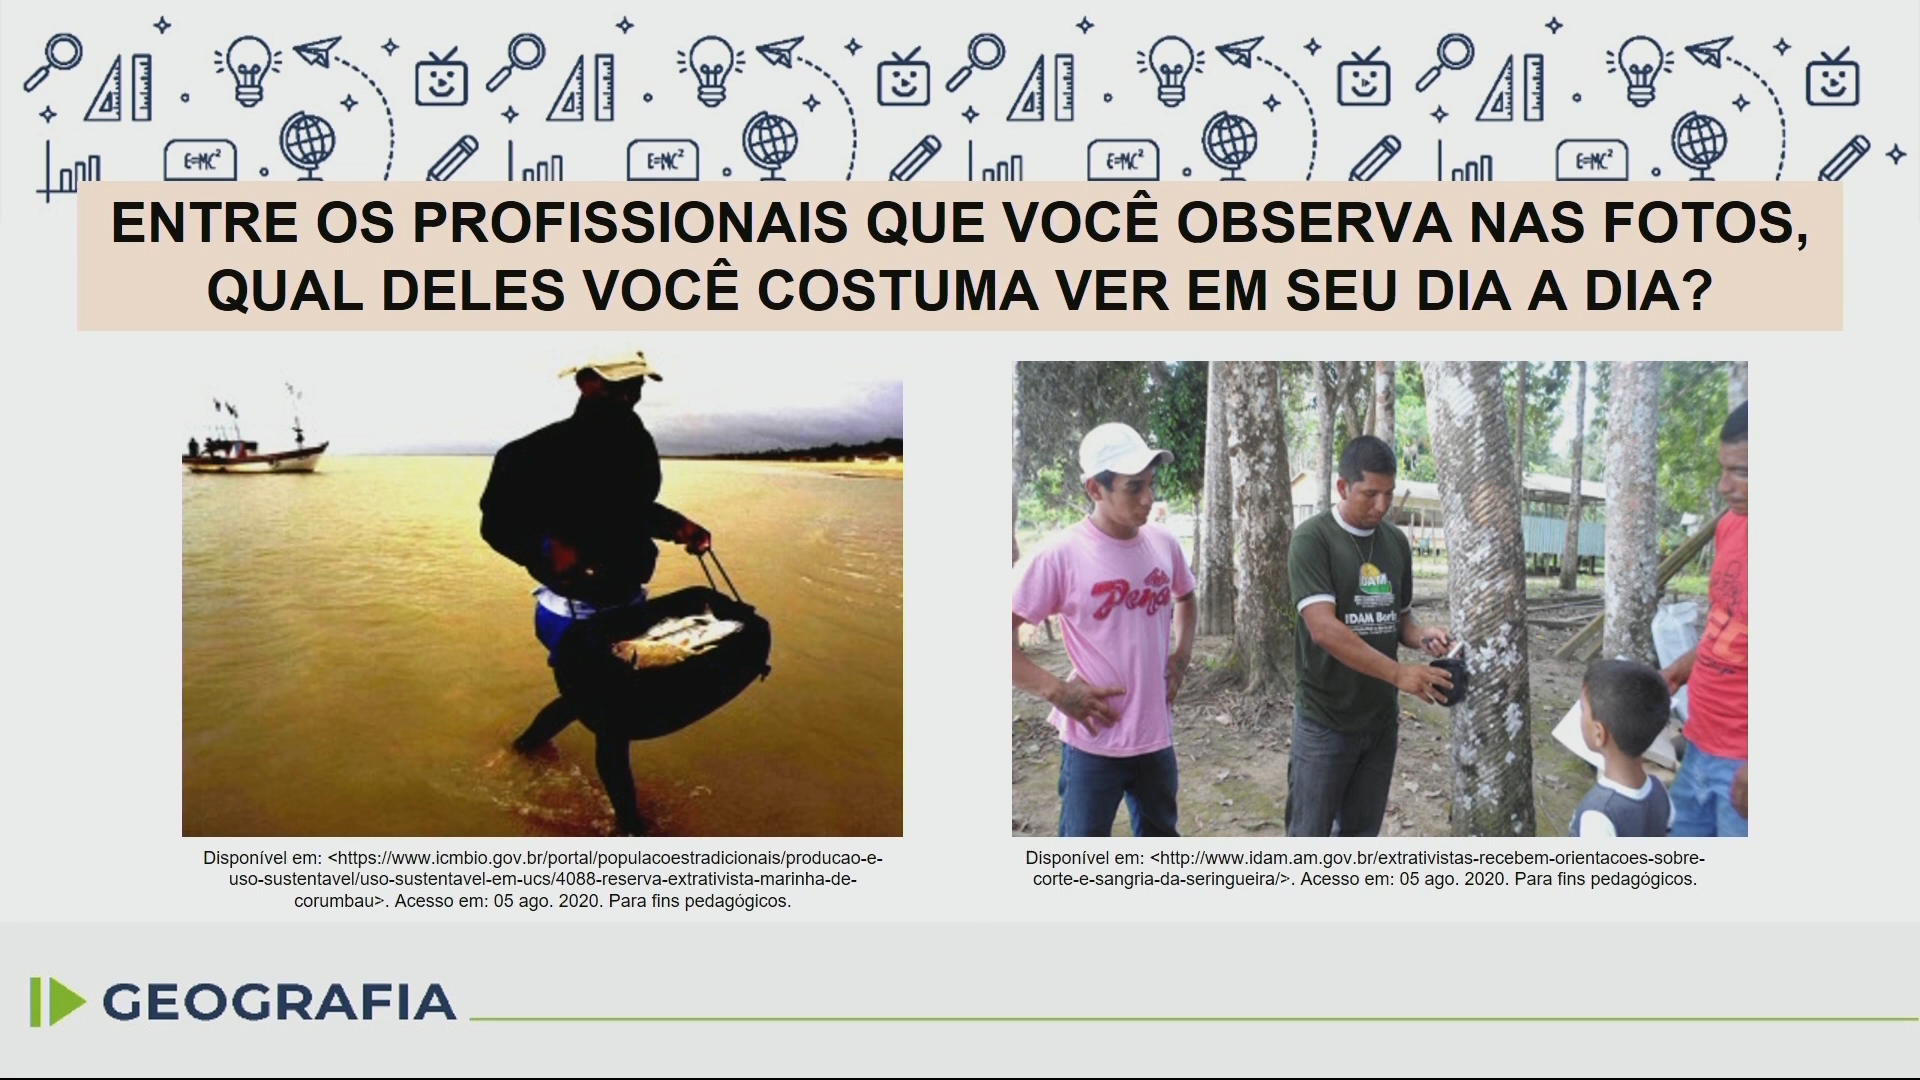 E=MC²
E=MC²
E=MC²
E=MC²
ENTRE OS PROFISSIONAIS QUE VOCÊ OBSERVA NAS FOTOS,
QUAL DELES VOCÊ COSTUMA VER EM SEU DIA A DIA?
IDAM
IDAM Borba
Disponível em: <https://www.icmbio.gov.br/portal/populacoestradicionais/producao-e-
uso-sustentavel/uso-sustentavel-em-ucs/4088-reserva-extrativista-marinha-de-
corumbau>. Acesso em: 05 ago. 2020. Para fins pedagógicos.
Disponível em: <http://www.idam.am.gov.br/extrativistas-recebem-orientacoes-sobre-
corte-e-sangria-da-seringueira/>. Acesso em: 05 ago. 2020. Para fins pedagógicos.
GEOGRAFIA